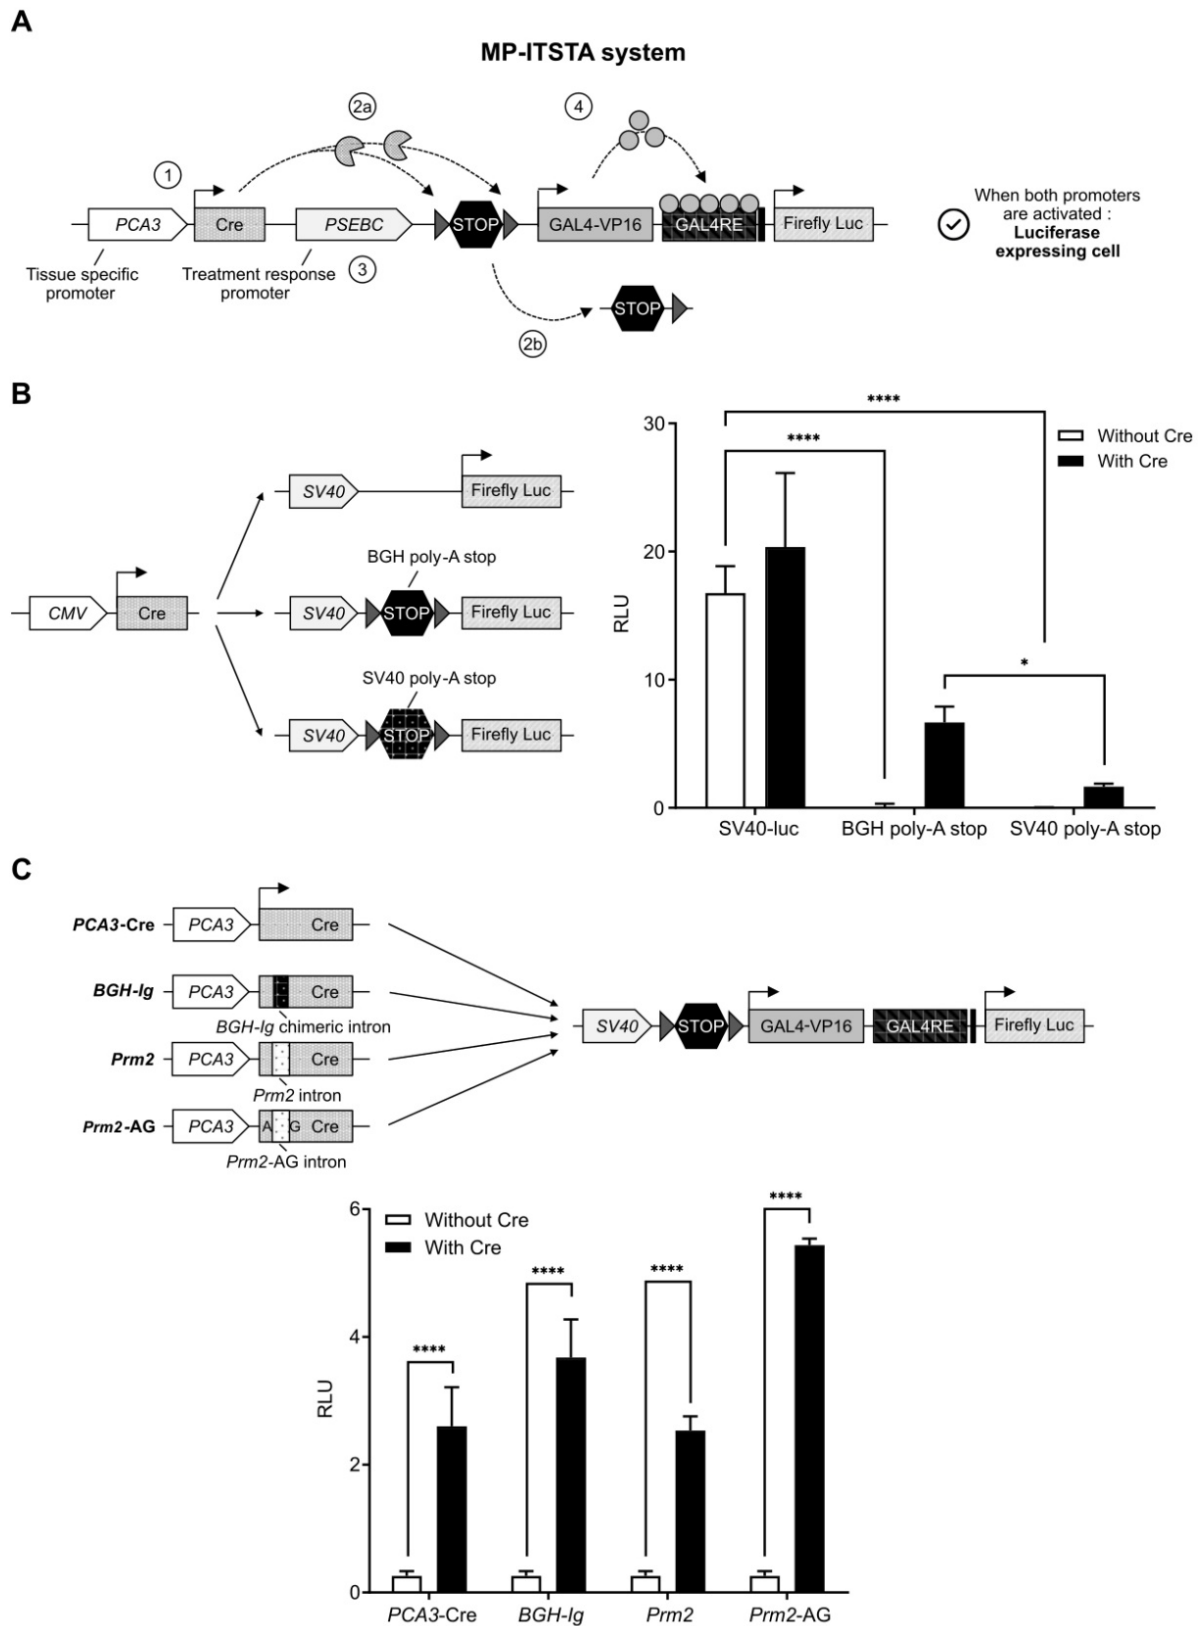 A
MP-ITSTA system
2a
4
1
PCA3
Cre
PSEBC
STOP
GAL4-VP16
GAL4RE
Firefly Luc
When both promoters
are activated :
Luciferase
expressing cell
Tissue specific
promoter
Treatment response
promoter
3
STOP
2b
B
CMV
Cre
SV40
Firefly Luc
BGH poly-A stop
SV40
STOP
Firefly Luc
SV40 poly-A stop
SV40
STOP
Firefly Luc
****
****
*
Without Cre
With Cre
RLU
30
20
10
0
SV40-luc
BGH poly-A stop
SV40 poly-A stop
C
PCA3-Cre
PCA3
Cre
BGH-Ig
PCA3
Cre
BGH-Ig chimeric intron
Prm2
PCA3
Cre
Prm2 intron
Prm2-AG
PCA3
A
G
Cre
Prm2-AG intron
SV40
STOP
GAL4-VP16
GAL4RE
Firefly Luc
Without Cre
With Cre
****
****
****
****
RLU
6
4
2
0
PCA3-Cre
BGH-Ig
Prm2
Prm2-AG